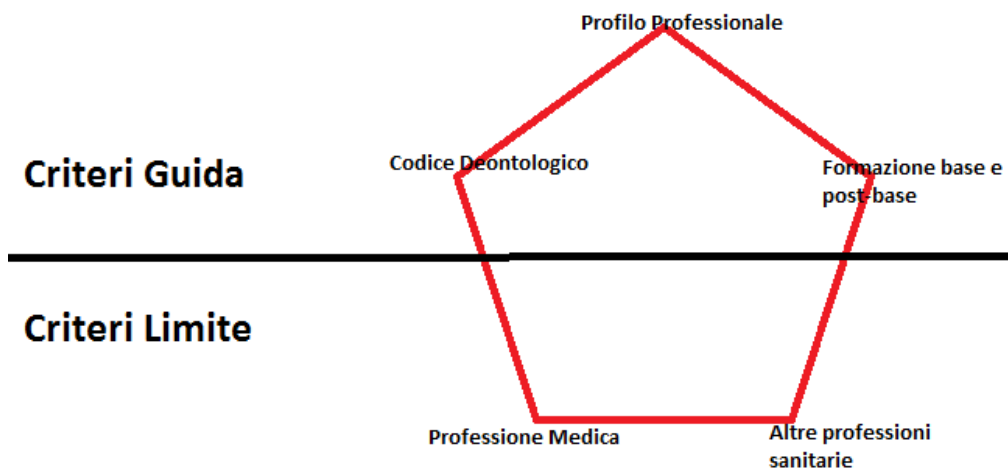 Profilo Professionale
Criteri Guida
Codice Deontologico
Formazione base e
post-base
Criteri Limite
Professione Medica
Altre professioni
sanitarie